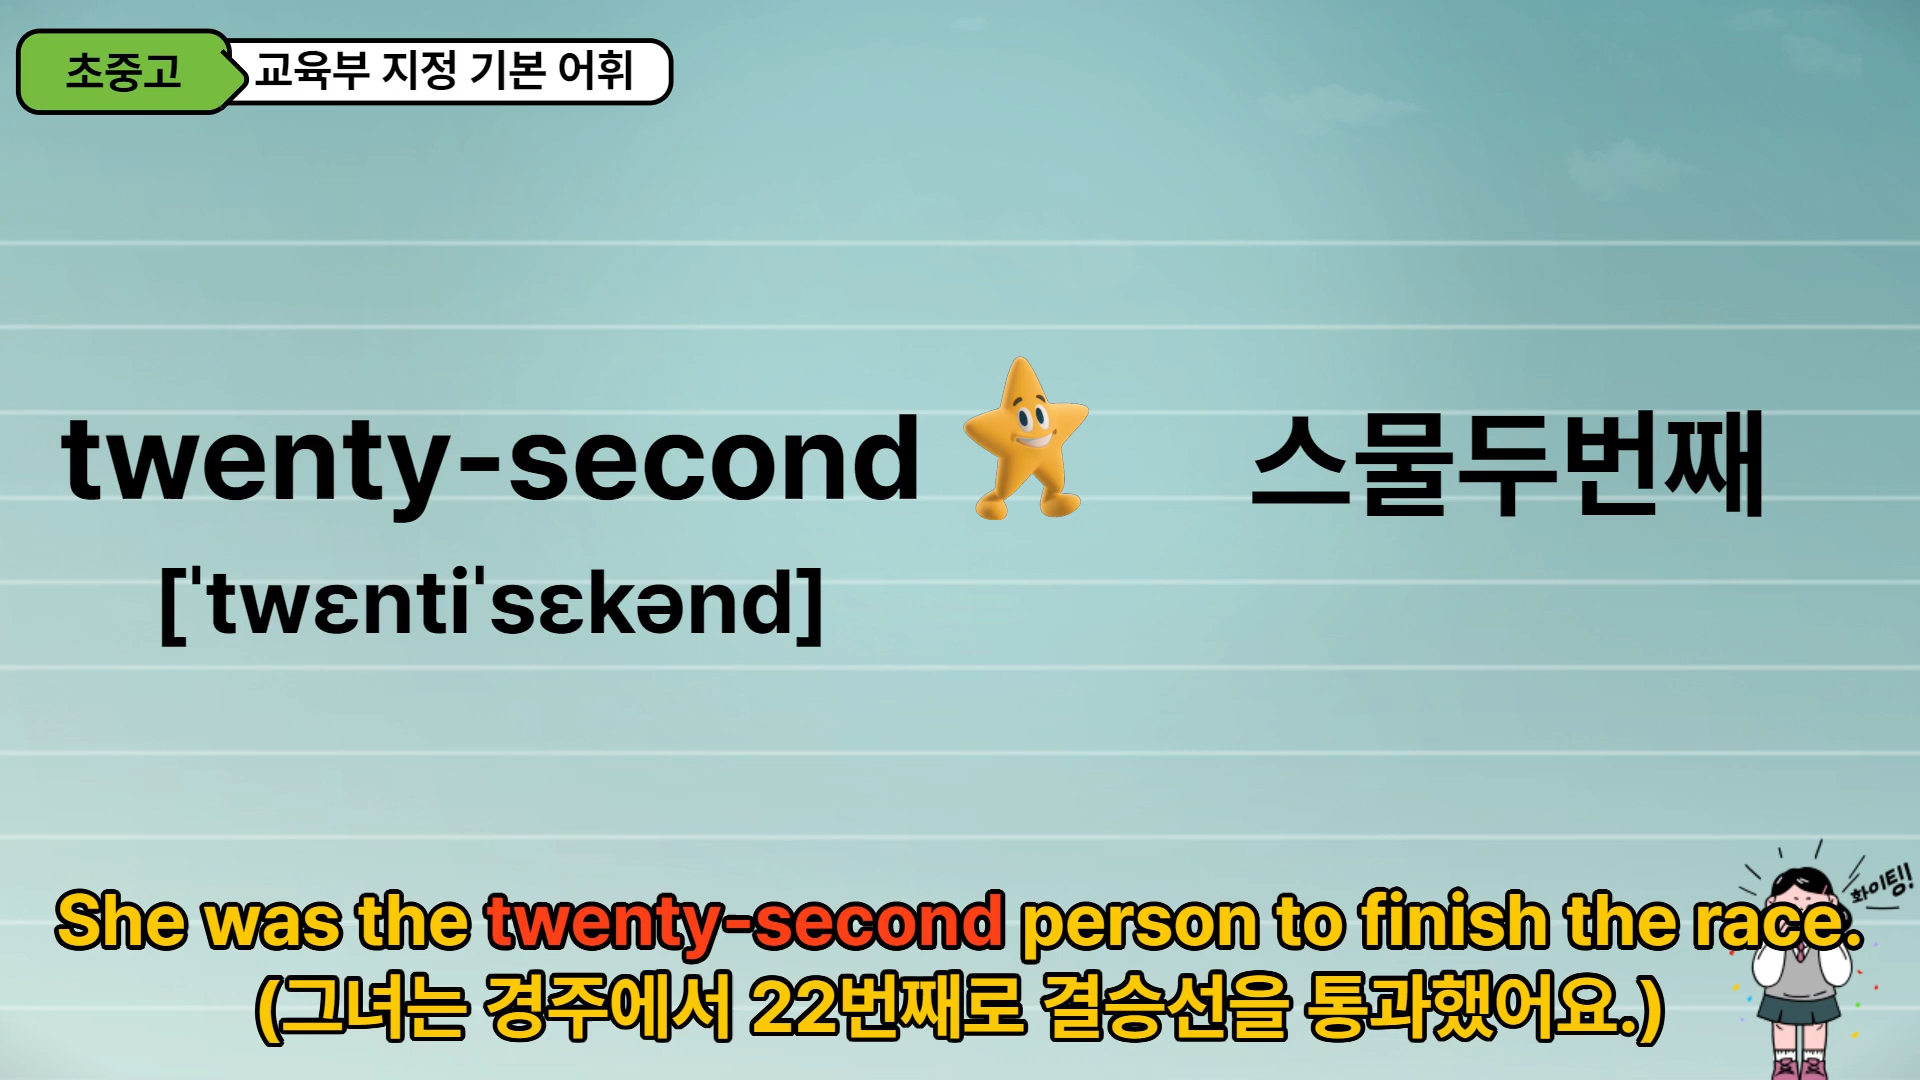 초중고
교육부 지정 기본 어휘
twenty-second
스물두번째
[ˈtwɛntiˈsɛkənd]
화이팅!!
She was the twenty-second person to finish the race.
(그녀는 경주에서 22번째로 결승선을 통과했어요.)